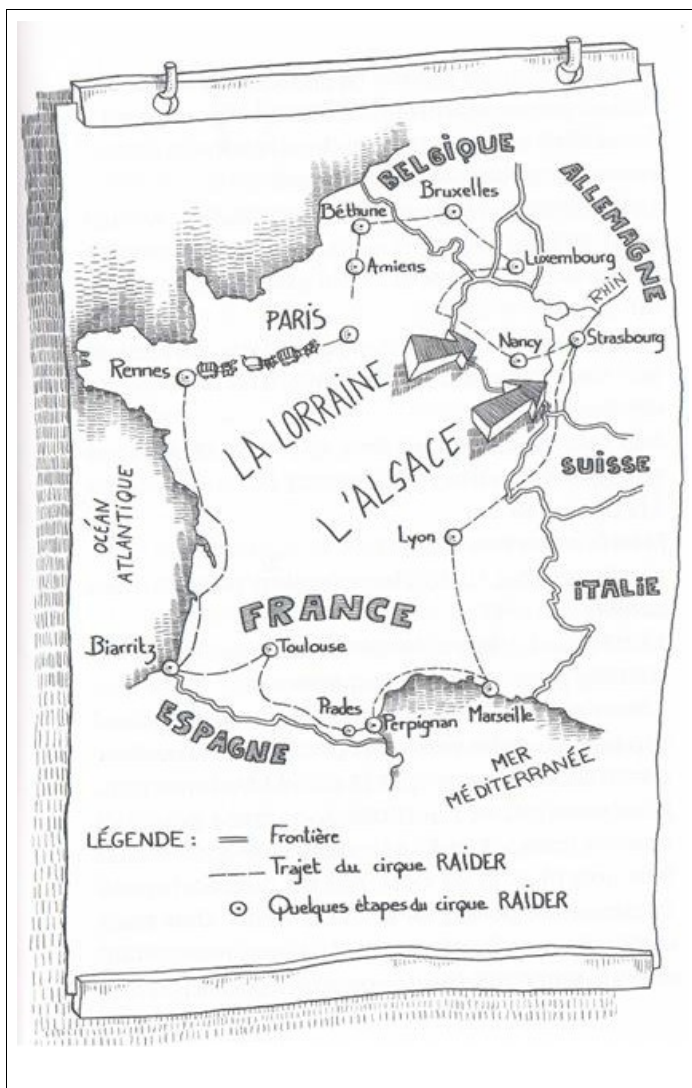 BELGIQUE
ALLEMAGNE
Bruxelles
Béthune
Luxembourg
Amiens
RHIN
PARIS
Nancy
Strasbourg
Rennes
LA LORRAINE
L'ALSACE
SUISSE
OCÉAN
ATLANTIQUE
Lyon
ITALIE
FRANCE
Biarritz
Toulouse
Prades
Perpignan
Marseille
ESPAGNE
MER
MÉDITERRANÉE
LÉGENDE :
Frontière
Trajet du cirque RAIDER
Quelques étapes du cirque RAIDER